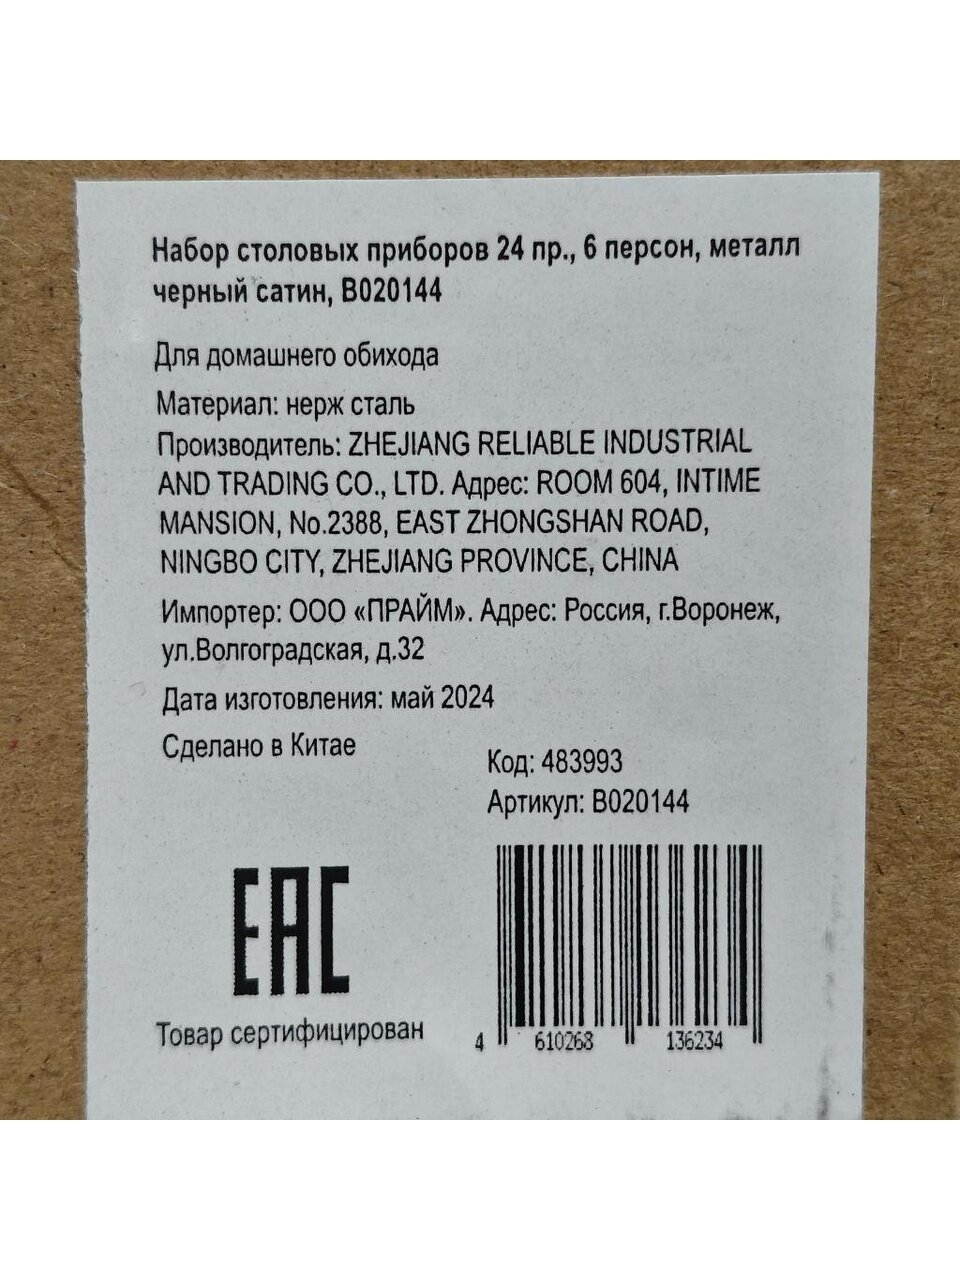 Набор столовых приборов 24 пр., 6 персон, металл
черный сатин, B020144
Для домашнего обихода
Материал: нерж сталь
Производитель: ZHEJIANG RELIABLE INDUSTRIAL
AND TRADING CO., LTD. Адрес: ROOM 604, INTIME
MANSION, No.2388, EAST ZHONGSHAN ROAD,
NINGBO CITY, ZHEJIANG PROVINCE, CHINA
Импортер: ООО «ПРАЙМ». Адрес: Россия, г.Воронеж,
ул.Волгоградская, д.32
Дата изготовления: май 2024
Сделано в Китае
Код: 483993
Артикул: B020144
EAC
Товар сертифицирован
4 610268 136234